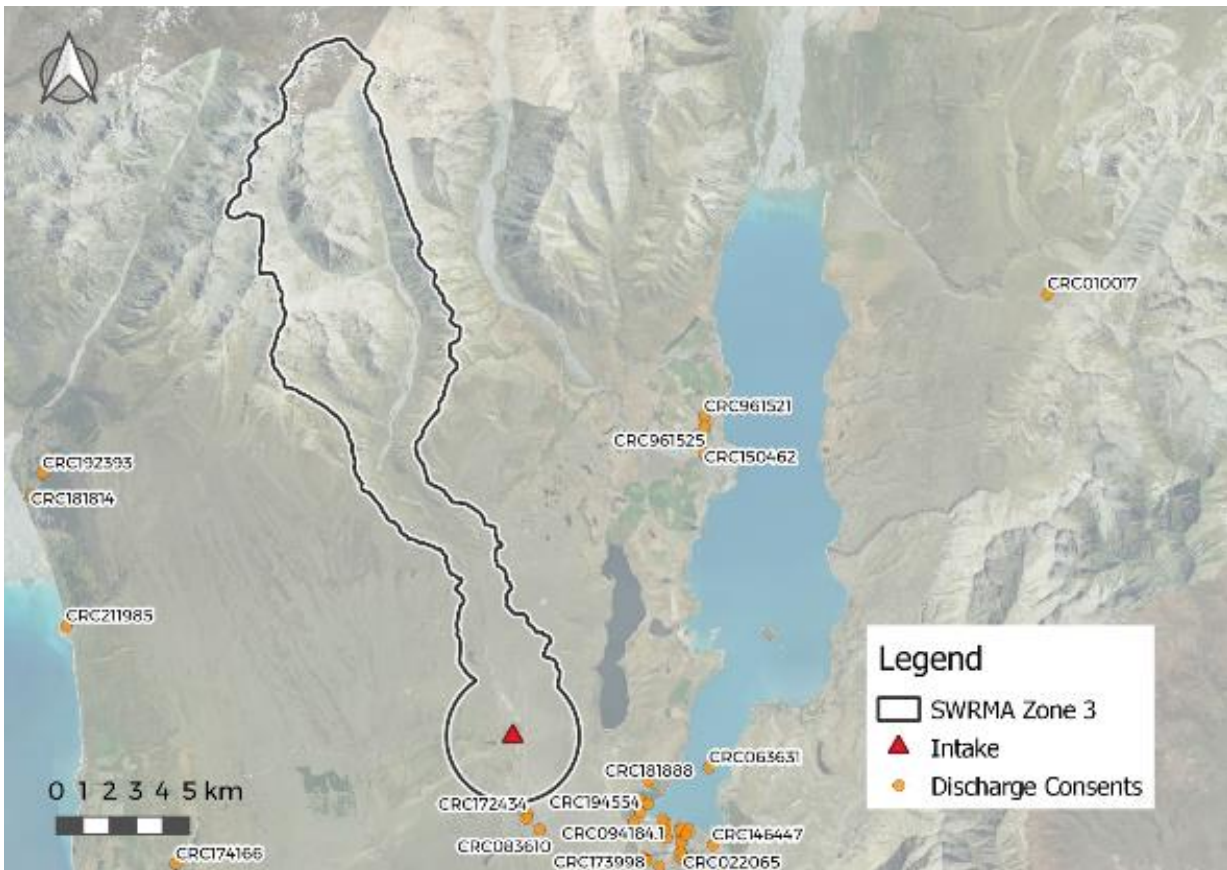 CRC010017
CRC961521
CRC961525
CRC150462
CRC192393
CRC181814
CRC211985
Legend
SWRMA Zone 3
Intake
Discharge Consents
0 1 2 3 4 5 km
CRC063631
CRC181888
CRC172434
CRC194554
CRC083610
CRC094184.1
CRC146447
CRC174166
CRC173998
CRC022065